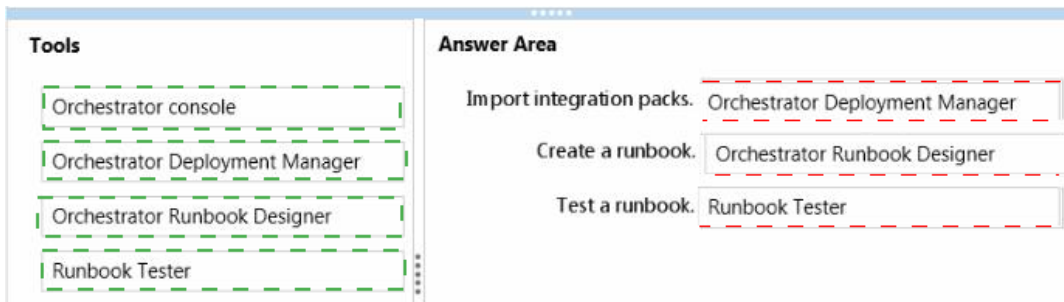 Tools
Orchestrator console
Orchestrator Deployment Manager
Orchestrator Runbook Designer
Runbook Tester
Answer Area
Import integration packs. Orchestrator Deployment Manager
Create a runbook. Orchestrator Runbook Designer
Test a runbook. Runbook Tester